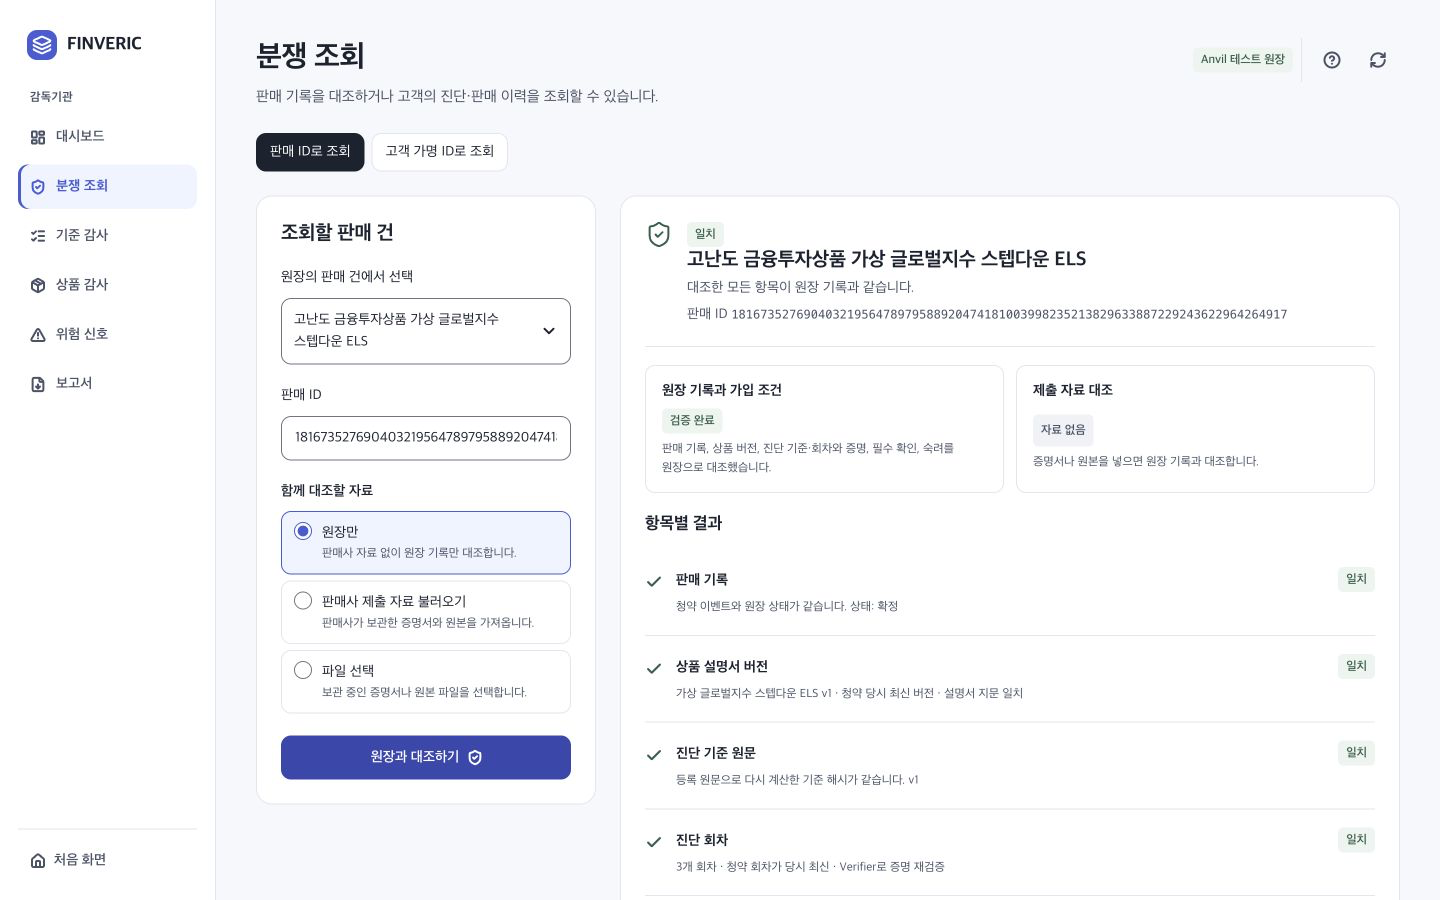 FINVERIC
감독기관
대시보드
분쟁 조회
기준 감사
상품 감사
위험 신호
보고서
처음 화면
분쟁 조회
판매 기록을 대조하거나 고객의 진단·판매 이력을 조회할 수 있습니다.
Anvil 테스트 원장
판매 ID로 조회
고객 가명 ID로 조회
조회할 판매 건
원장의 판매 건에서 선택
고난도 금융투자상품 가상 글로벌지수
스텝다운 ELS
판매 ID
181673527690403219564789795889204741
함께 대조할 자료
원장만
판매사 자료 없이 원장 기록만 대조합니다.
판매사 제출 자료 불러오기
판매사가 보관한 증명서와 원본을 가져옵니다.
파일 선택
보관 중인 증명서나 원본 파일을 선택합니다.
원장과 대조하기
일치
고난도 금융투자상품 가상 글로벌지수 스텝다운 ELS
대조한 모든 항목이 원장 기록과 같습니다.
판매 ID 18167352769040321956478979588920474181003998235213829633887229243622964264917
원장 기록과 가입 조건
검증 완료
판매 기록, 상품 버전, 진단 기준·회차와 증명, 필수 확인, 숙려를
원장으로 대조했습니다.
제출 자료 대조
자료 없음
증명서나 원본을 넣으면 원장 기록과 대조합니다.
항목별 결과
판매 기록
일치
청약 이벤트와 원장 상태가 같습니다. 상태: 확정
상품 설명서 버전
일치
가상 글로벌지수 스텝다운 ELS v1 · 청약 당시 최신 버전 · 설명서 지문 일치
진단 기준 원문
일치
등록 원문으로 다시 계산한 기준 해시가 같습니다. v1
진단 회차
일치
3개 회차 · 청약 회차가 당시 최신 · Verifier로 증명 재검증